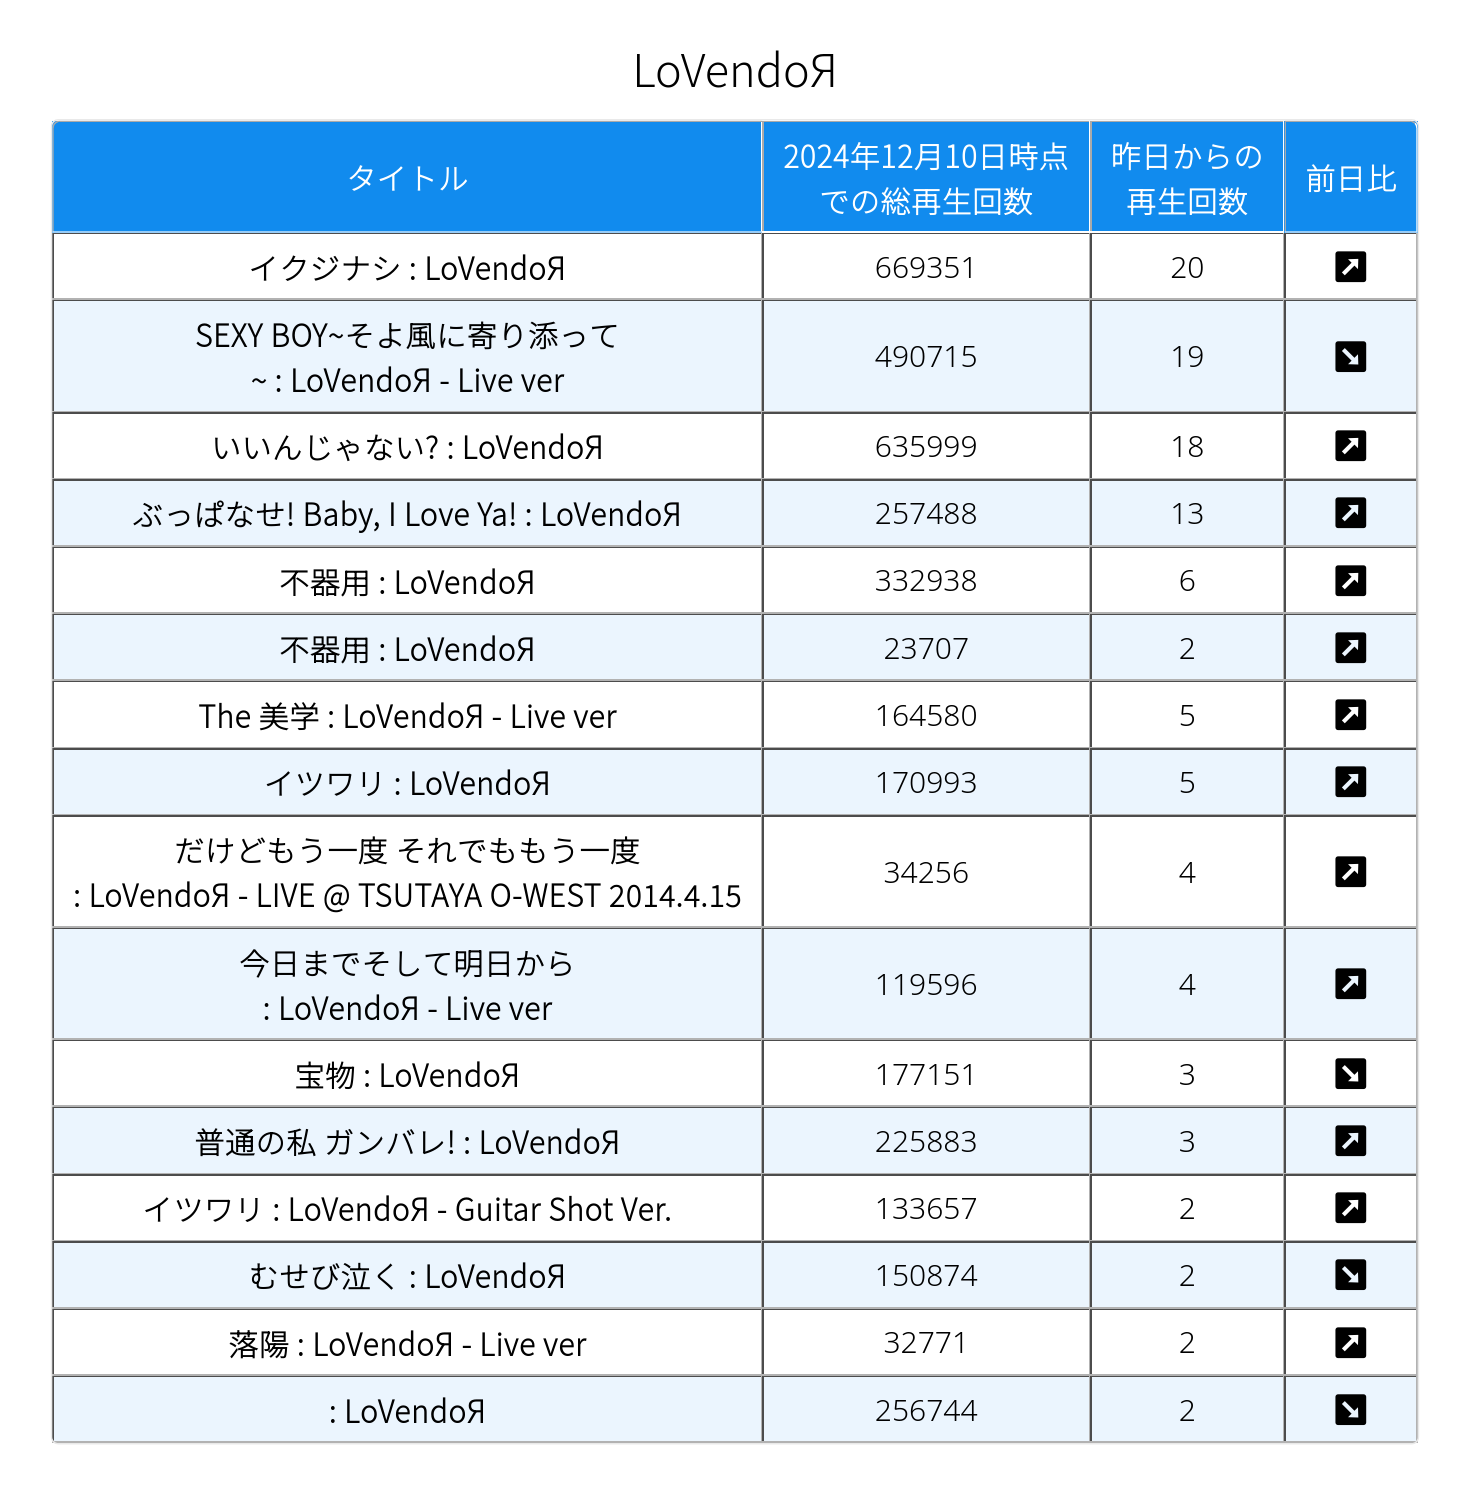 LoVendoЯ
タイトル
2024年12月10日時点
での総再生回数
昨日からの
再生回数
前日比
イクジナシ : LoVendoЯ
669351
20
SEXY BOY~そよ風に寄り添って
~ : LoVendoЯ - Live ver
490715
19
いいんじゃない? : LoVendoЯ
635999
18
ぶっぱなせ! Baby, I Love Ya! : LoVendoЯ
257488
13
不器用 : LoVendoЯ
332938
6
不器用 : LoVendoЯ
23707
2
The 美学 : LoVendoЯ - Live ver
164580
5
イツワリ : LoVendoЯ
170993
5
だけどもう一度 それでももう一度
: LoVendoЯ - LIVE @ TSUTAYA O-WEST 2014.4.15
34256
4
今日までそして明日から
: LoVendoЯ - Live ver
119596
4
宝物 : LoVendoЯ
177151
3
普通の私 ガンバレ! : LoVendoЯ
225883
3
イツワリ : LoVendoЯ - Guitar Shot Ver.
133657
2
むせび泣く : LoVendoЯ
150874
2
落陽 : LoVendoЯ - Live ver
32771
2
: LoVendoЯ
256744
2